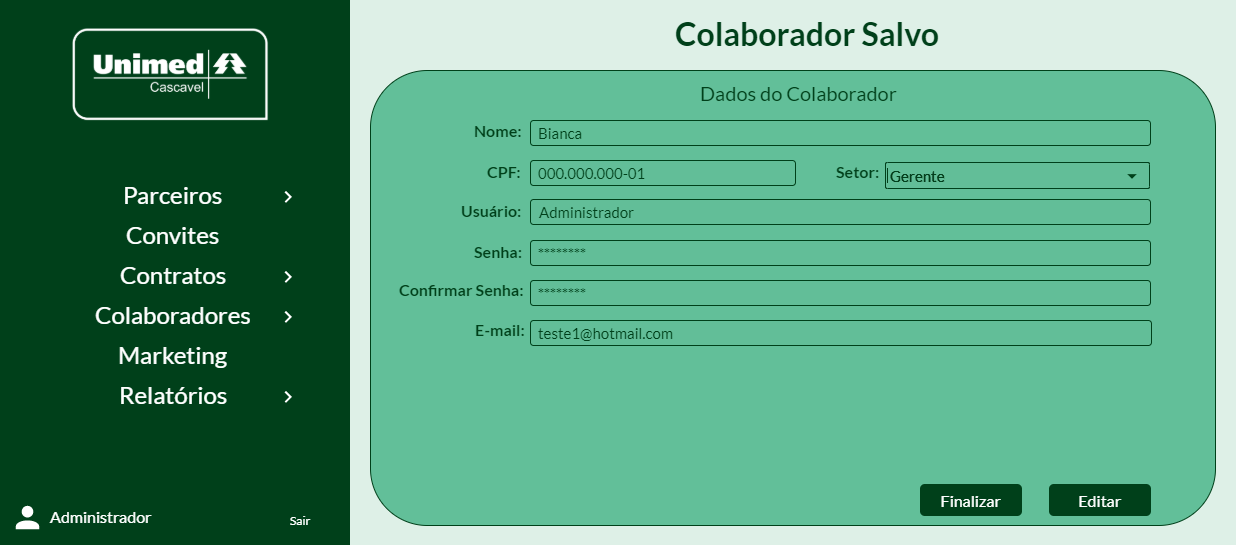 Unimed
Cascavel
Parceiros
Convites
Contratos
Colaboradores
Marketing
Relatórios
Administrador
Sair
Colaborador Salvo
Dados do Colaborador
Nome: Bianca
CPF: 000.000.000-01 Setor: Gerente
Usuário: Administrador
Senha: ********
Confirmar Senha: ********
E-mail: teste1@hotmail.com
Finalizar Editar